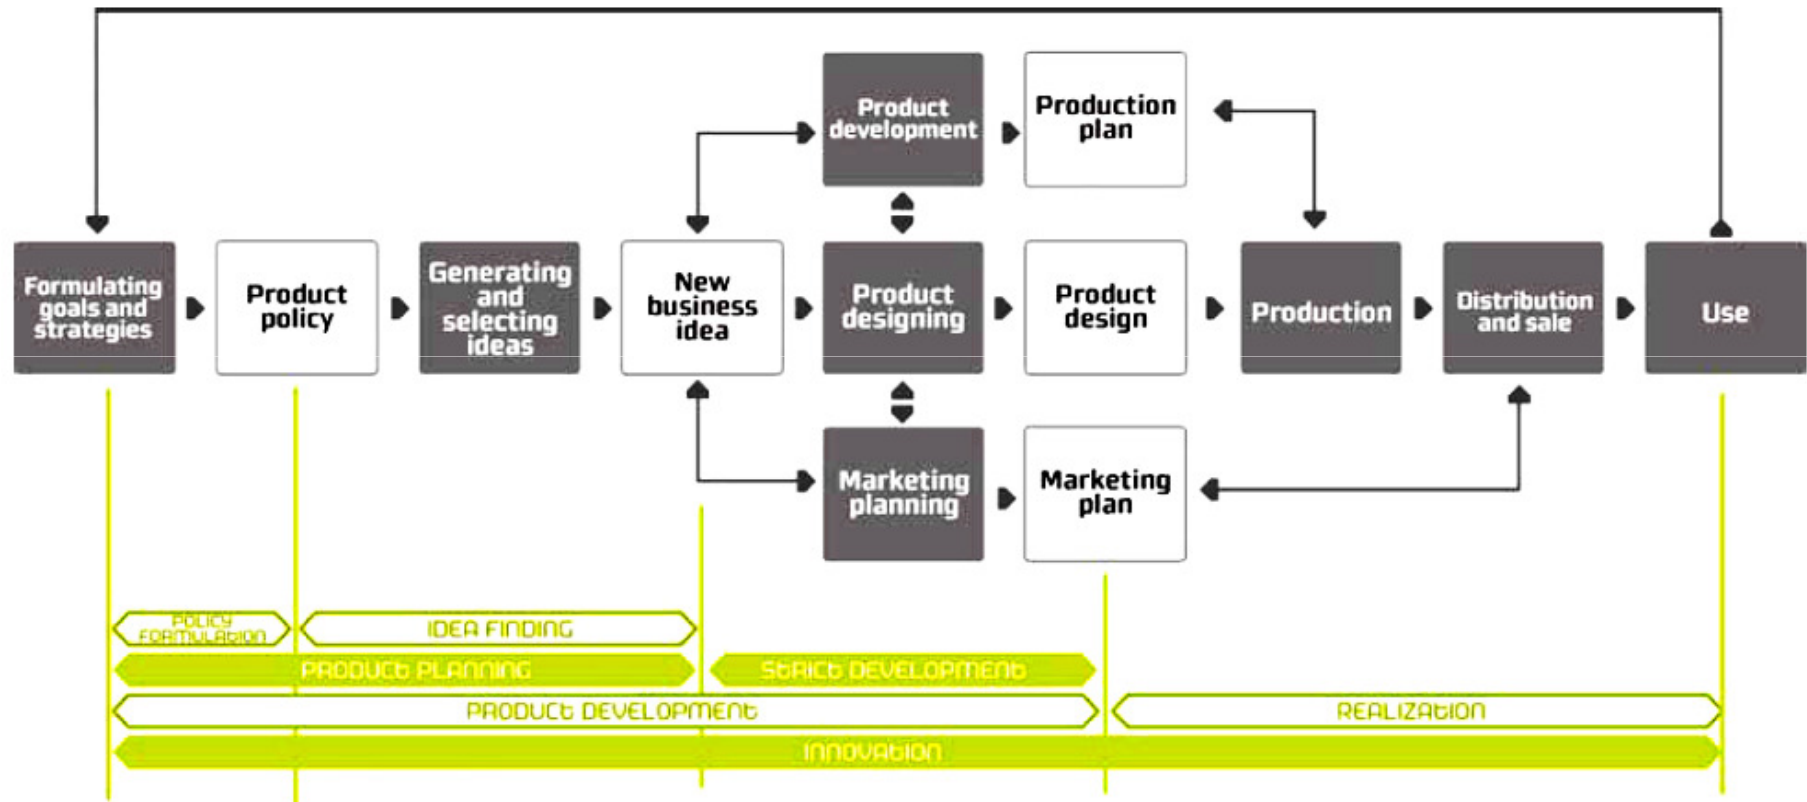 Product
development
Production
plan
Formulating
goals and
strategies
Product
policy
Generating
and
selecting
ideas
New
business
idea
Product
designing
Product
design
Production
Distribution
and sale
Use
Marketing
planning
Marketing
plan
POLICY
FORMULATION
IDEA FINDING
PRODUCT PLANNING
STRICT DEVELOPMENT
PRODUCT DEVELOPMENT
REALIZATION
INNOVATION